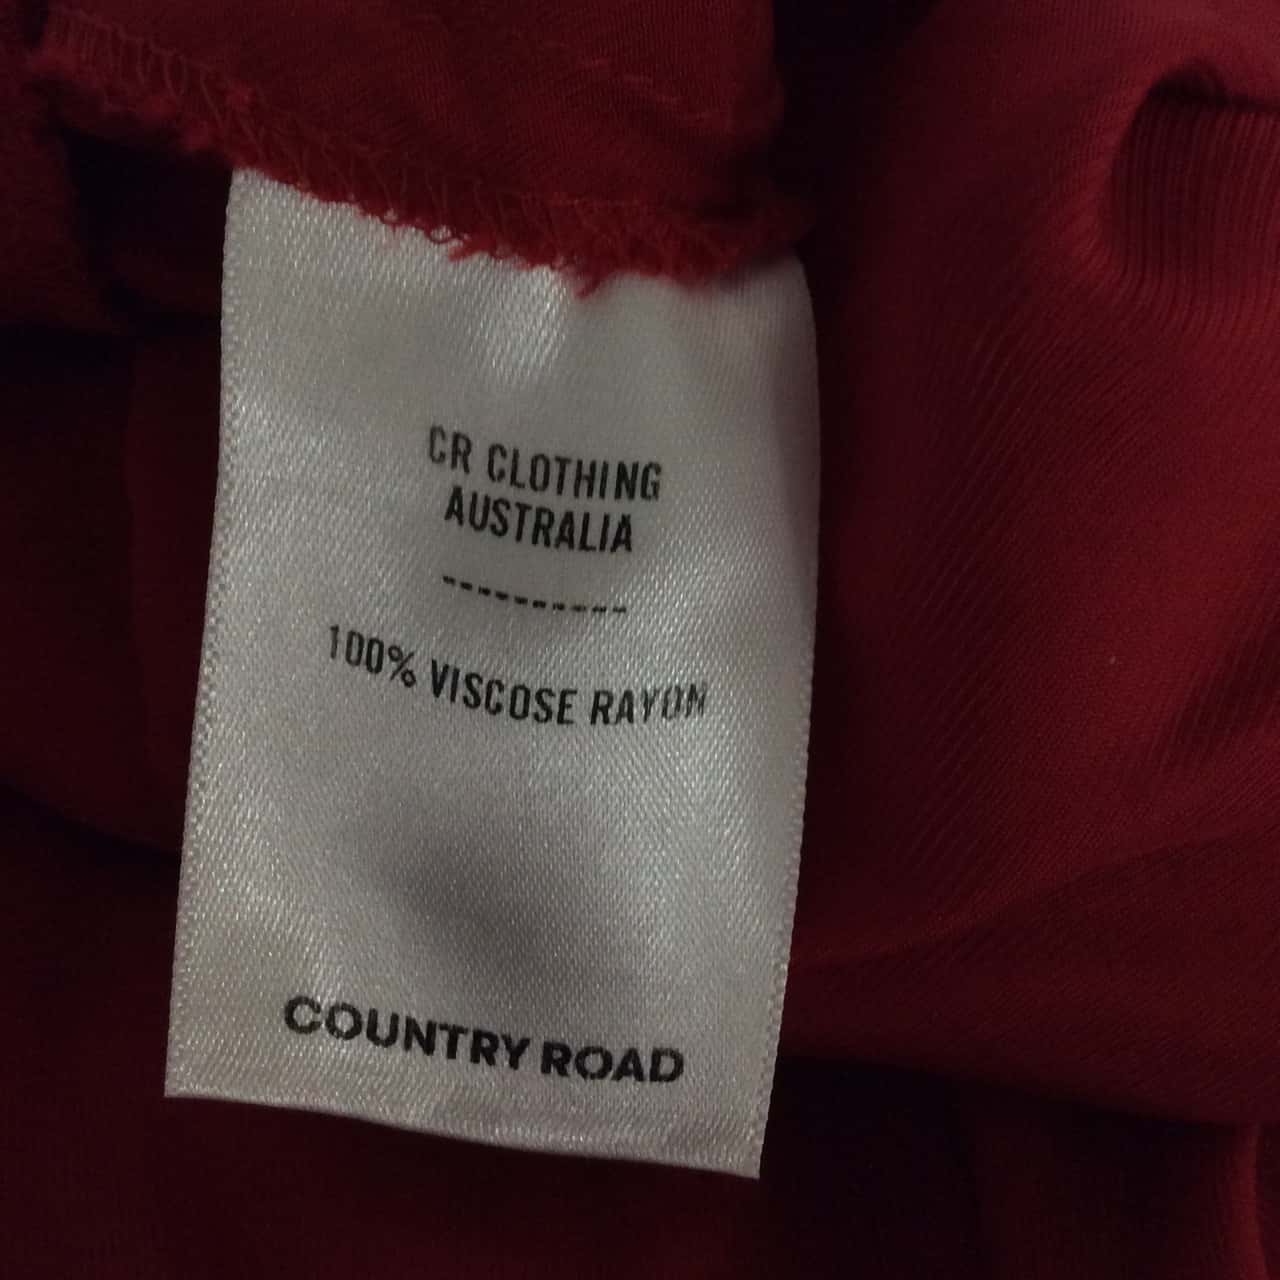 CR CLOTHING
AUSTRALIA
----------
100% VISCOSE RAYON
COUNTRY ROAD